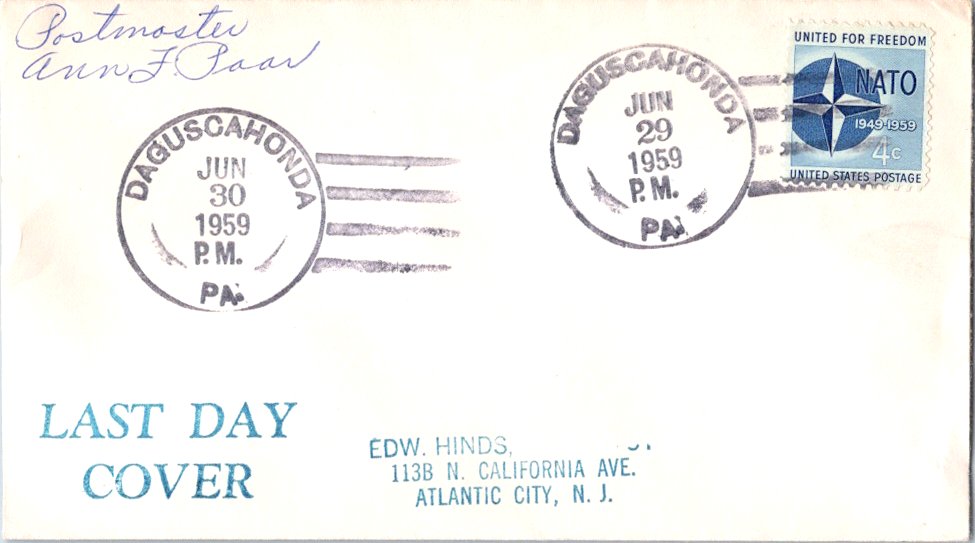 Postmaster
Ann F. Paar
DAGUSCAHONDA
JUN
30
1959
P.M.
PA.
DAGUSCAHONDA
JUN
29
1959
P.M.
PA.
UNITED FOR FREEDOM
NATO
1949-1959
4c
UNITED STATES POSTAGE
LAST DAY
COVER
EDW. HINDS,
113B N. CALIFORNIA AVE.
ATLANTIC CITY, N. J.